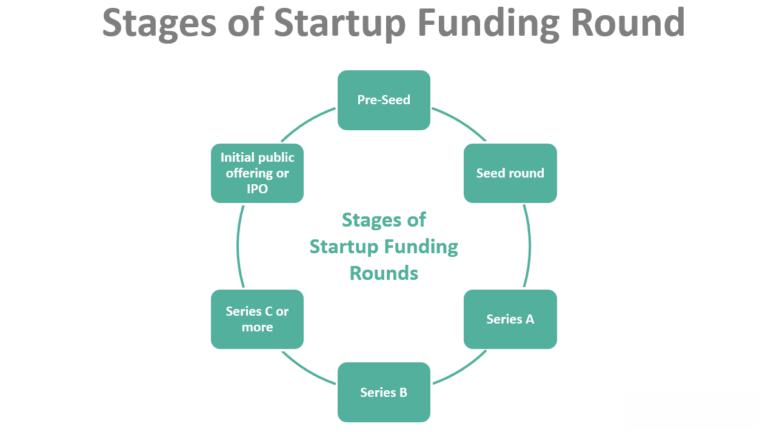 Stages of Startup Funding Round
Pre-Seed
Initial public
offering or
IPO
Seed round
Stages of
Startup Funding
Rounds
Series C or
more
Series A
Series B